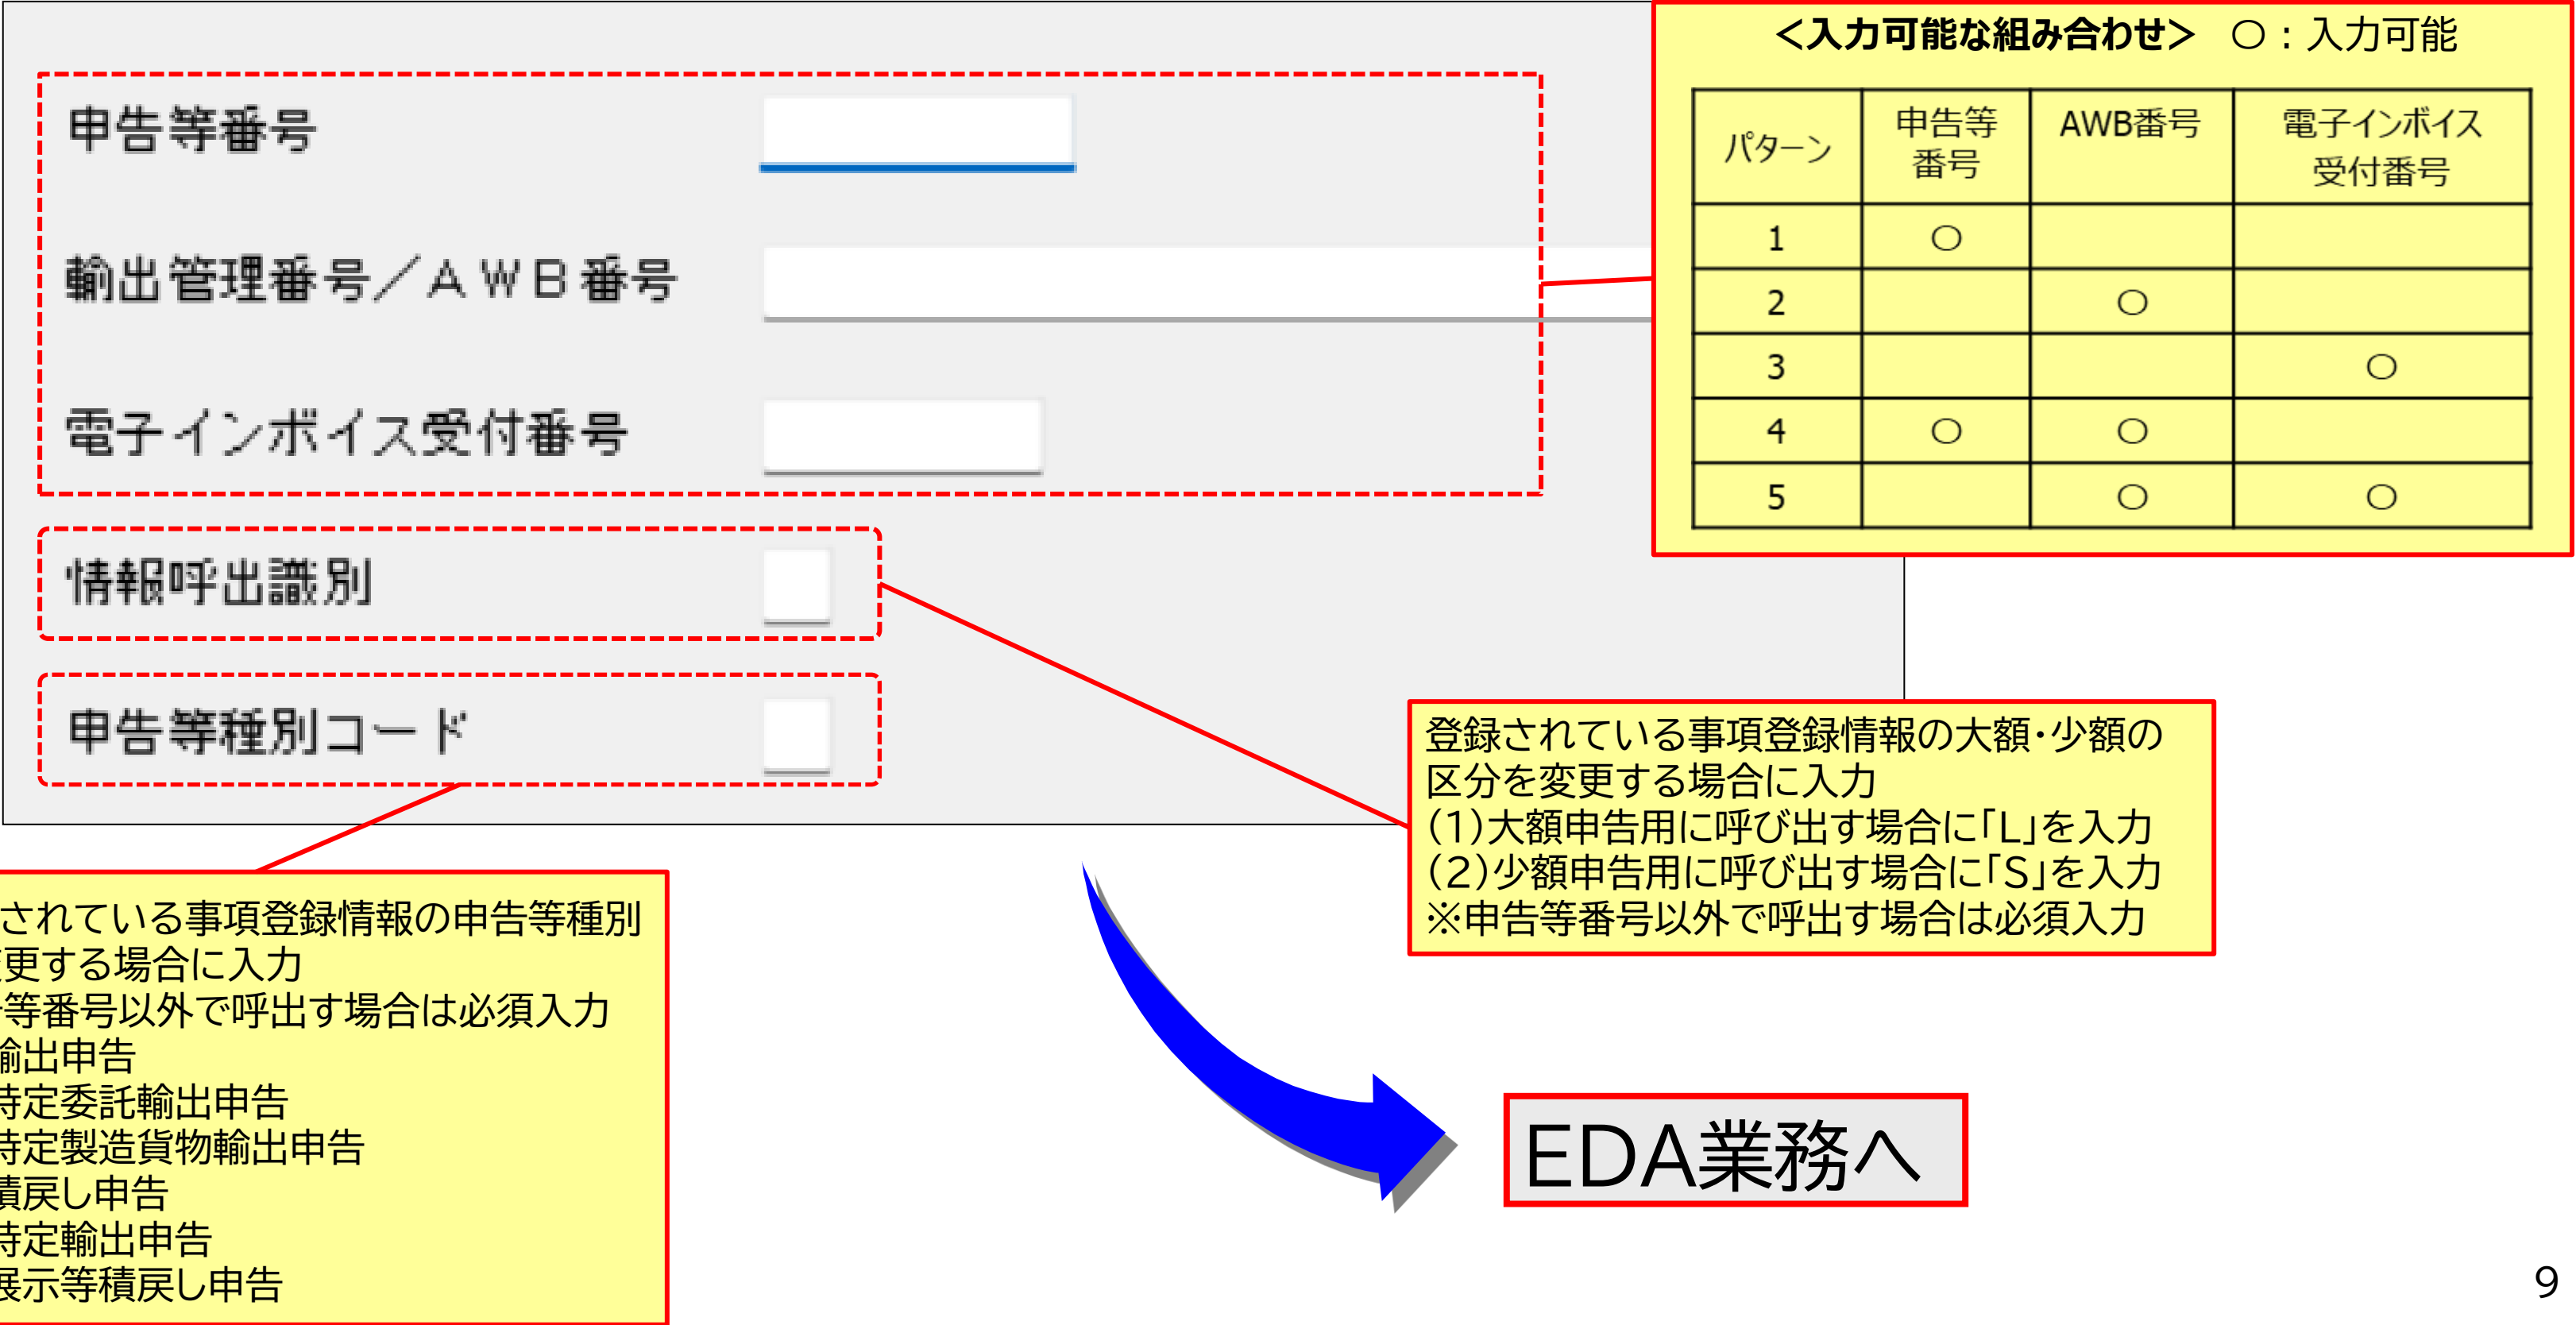 申告等番号
輸出管理番号／ＡＷＢ番号
電子インボイス受付番号
情報呼出識別
申告等種別コード
＜入力可能な組み合わせ＞　○：入力可能
パターン 申告等番号 AWB番号 電子インボイス受付番号
1 ○
2 ○
3 ○
4 ○ ○
5 ○ ○
登録されている事項登録情報の大額・少額の
区分を変更する場合に入力
(1)大額申告用に呼び出す場合に「L」を入力
(2)少額申告用に呼び出す場合に「S」を入力
※申告等番号以外で呼出す場合は必須入力
されている事項登録情報の申告等種別
更する場合に入力
等番号以外で呼出す場合は必須入力
輸出申告
特定委託輸出申告
特定製造貨物輸出申告
積戻し申告
特定輸出申告
展示等積戻し申告
EDA業務へ
9